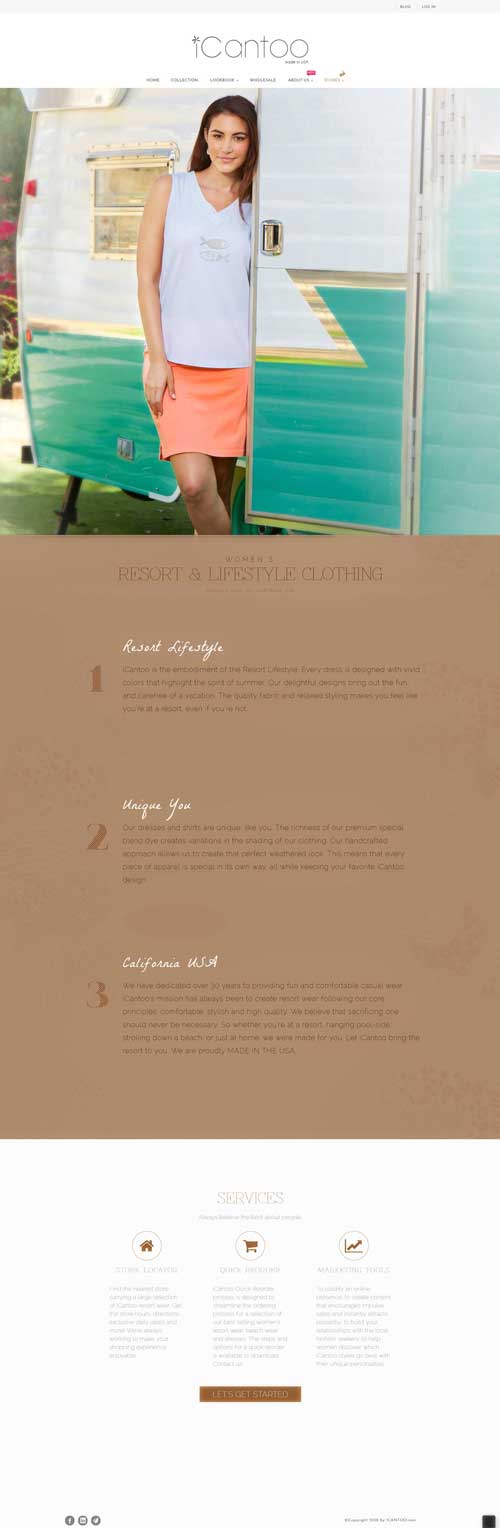 BLOG LOG IN
iCantoo
Made in USA
HOME COLLECTION LOOKBOOK WHOLESALE ABOUT US STORES
WOMEN'S
RESORT & LIFESTYLE CLOTHING
Resort Lifestyle
1
iCantoo is the embodiment of the Resort Lifestyle. Every dress is designed with vivid
colors that highlight the spirit of summer. Our delightful designs bring out the fun
and carefree of a vacation. The quality fabric and relaxed styling makes you feel like
you're at a resort, even if you're not.
Unique You
2
Our dresses and shirts are unique, like you. The richness of our premium special
blend dye creates variations in the shading of our clothing. Our handcrafted
approach allows us to create that perfect weathered look. This means that every
piece of apparel is special in its own way, all while keeping your favorite iCantoo
design.
California USA
3
We have dedicated over 30 years to providing fun and comfortable casual wear.
iCantoo's mission has always been to create resort wear following our core
principles: comfortable, stylish and high quality. We believe that sacrificing one
should never be necessary. So whether you're at a resort, hanging pool-side,
strolling down a beach, or just at home, we were made for you. Let iCantoo bring the
resort to you. We are proudly MADE IN THE USA.
SERVICES
Always believe the best about people
STORE LOCATOR
Find the nearest store
carrying a large selection
of iCantoo resort wear. Get
the store hours, directions,
exclusive daily deals and
more! We're always
working to make your
shopping experience
enjoyable.
QUICK REORDER
iCantoo Quick Reorder
process is designed to
streamline the ordering
process for a selection of
our best selling women's
resort wear, beach wear
and dresses. The steps and
options for a quick reorder
is available to download.
Contact us
MARKETING TOOLS
To solidify an online
presence, to create content
that encourages impulse
sales and instantly attracts
possibility, to build your
relationships with the local
fashion seekers, to help
women discover which
iCantoo styles go best with
their unique personalities.
LET'S GET STARTED